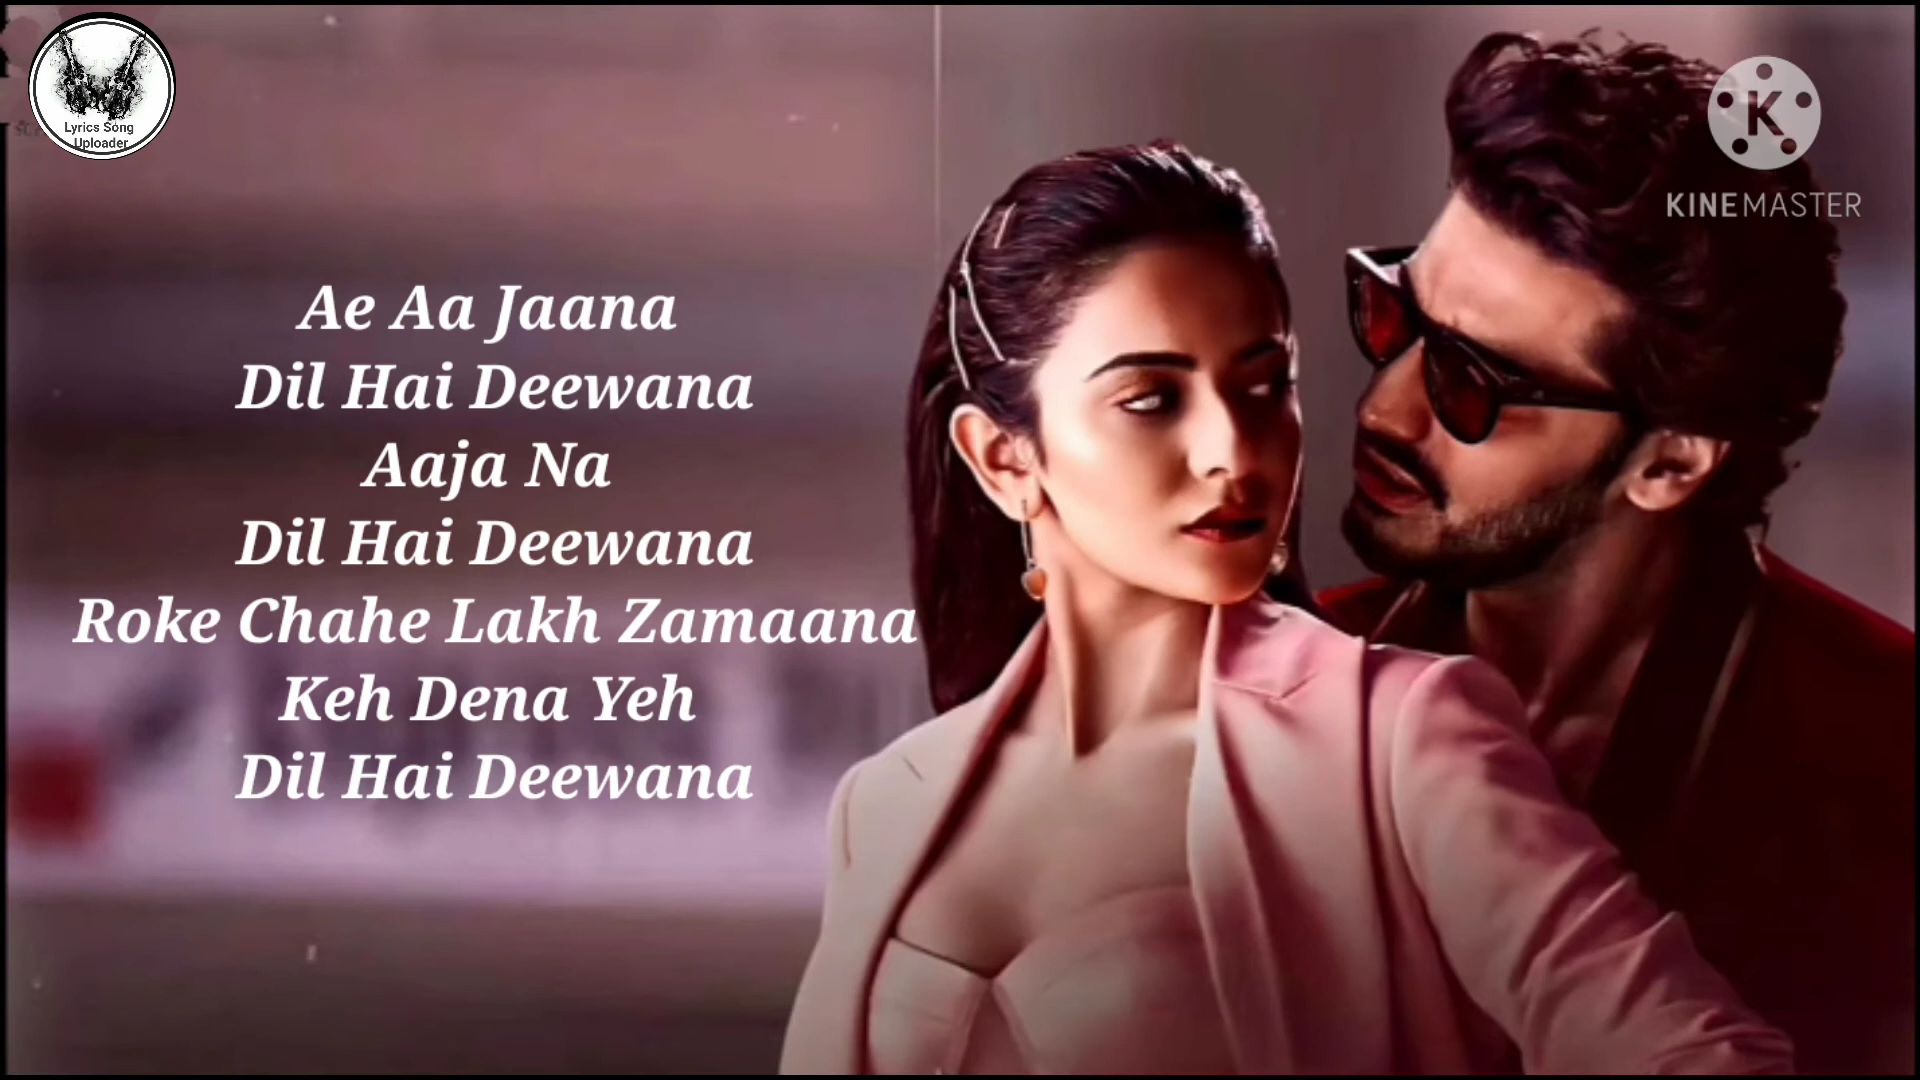 Lyrics Song
Uploader
K
KINEMASTER
Ae Aa Jaana
Dil Hai Deewana
Aaja Na
Dil Hai Deewana
Roke Chahe Lakh Zamaana
Keh Dena Yeh
Dil Hai Deewana